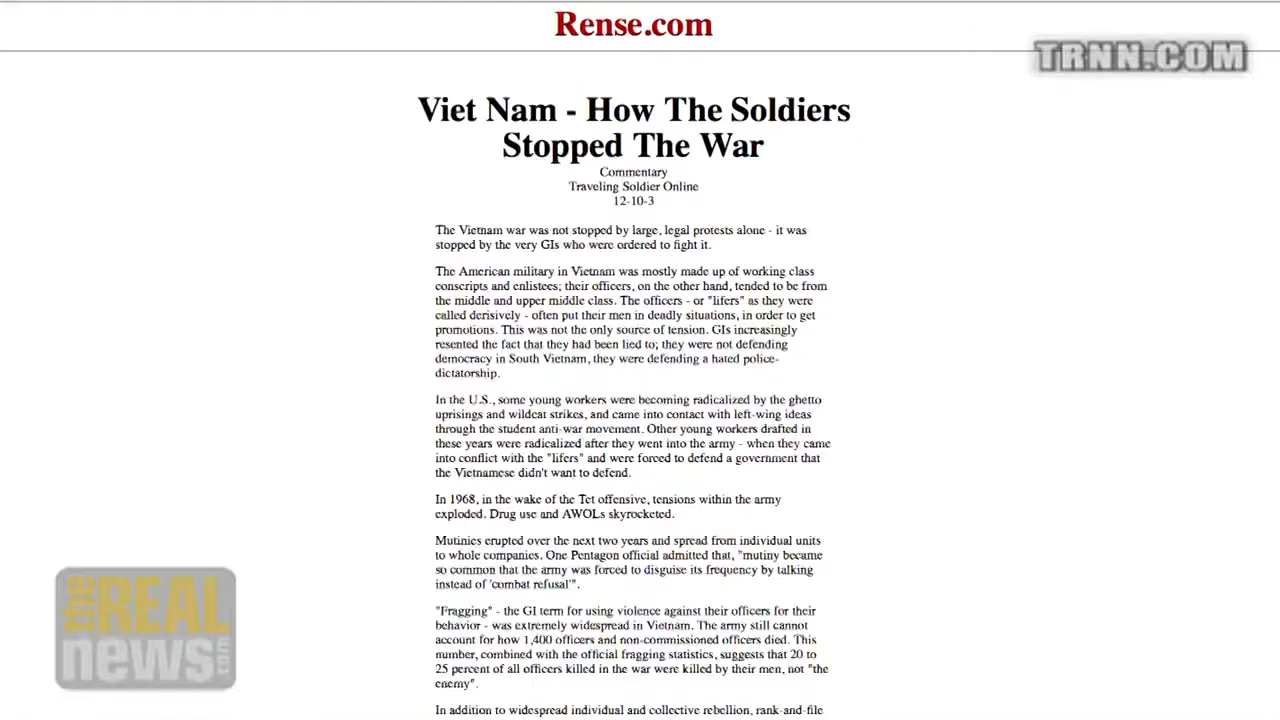 Rense.com
TRNN.COM
Viet Nam - How The Soldiers
Stopped The War
Commentary
Traveling Soldier Online
12-10-3
The Vietnam war was not stopped by large, legal protests alone - it was
stopped by the very GIs who were ordered to fight it.
The American military in Vietnam was mostly made up of working class
conscripts and enlistees; their officers, on the other hand, tended to be from
the middle and upper middle class. The officers - or "lifers" as they were
called derisively - often put their men in deadly situations, in order to get
promotions. This was not the only source of tension. GIs increasingly
resented the fact that they had been lied to; they were not defending
democracy in South Vietnam, they were defending a hated police-
dictatorship.
In the U.S., some young workers were becoming radicalized by the ghetto
uprisings and wildcat strikes, and came into contact with left-wing ideas
through the student anti-war movement. Other young workers drafted in
these years were radicalized after they went into the army - when they came
into conflict with the "lifers" and were forced to defend a government that
the Vietnamese didn't want to defend.
In 1968, in the wake of the Tet offensive, tensions within the army
exploded. Drug use and AWOLs skyrocketed.
Mutinies erupted over the next two years and spread from individual units
to whole companies. One Pentagon official admitted that, "mutiny became
so common that the army was forced to disguise its frequency by talking
instead of 'combat refusal'".
"Fragging" - the GI term for using violence against their officers for their
behavior - was extremely widespread in Vietnam. The army still cannot
account for how 1,400 officers and non-commissioned officers died. This
number, combined with the official fragging statistics, suggests that 20 to
25 percent of all officers killed in the war were killed by their men, not "the
enemy".
In addition to widespread individual and collective rebellion, rank-and-file
the REAL
news.com